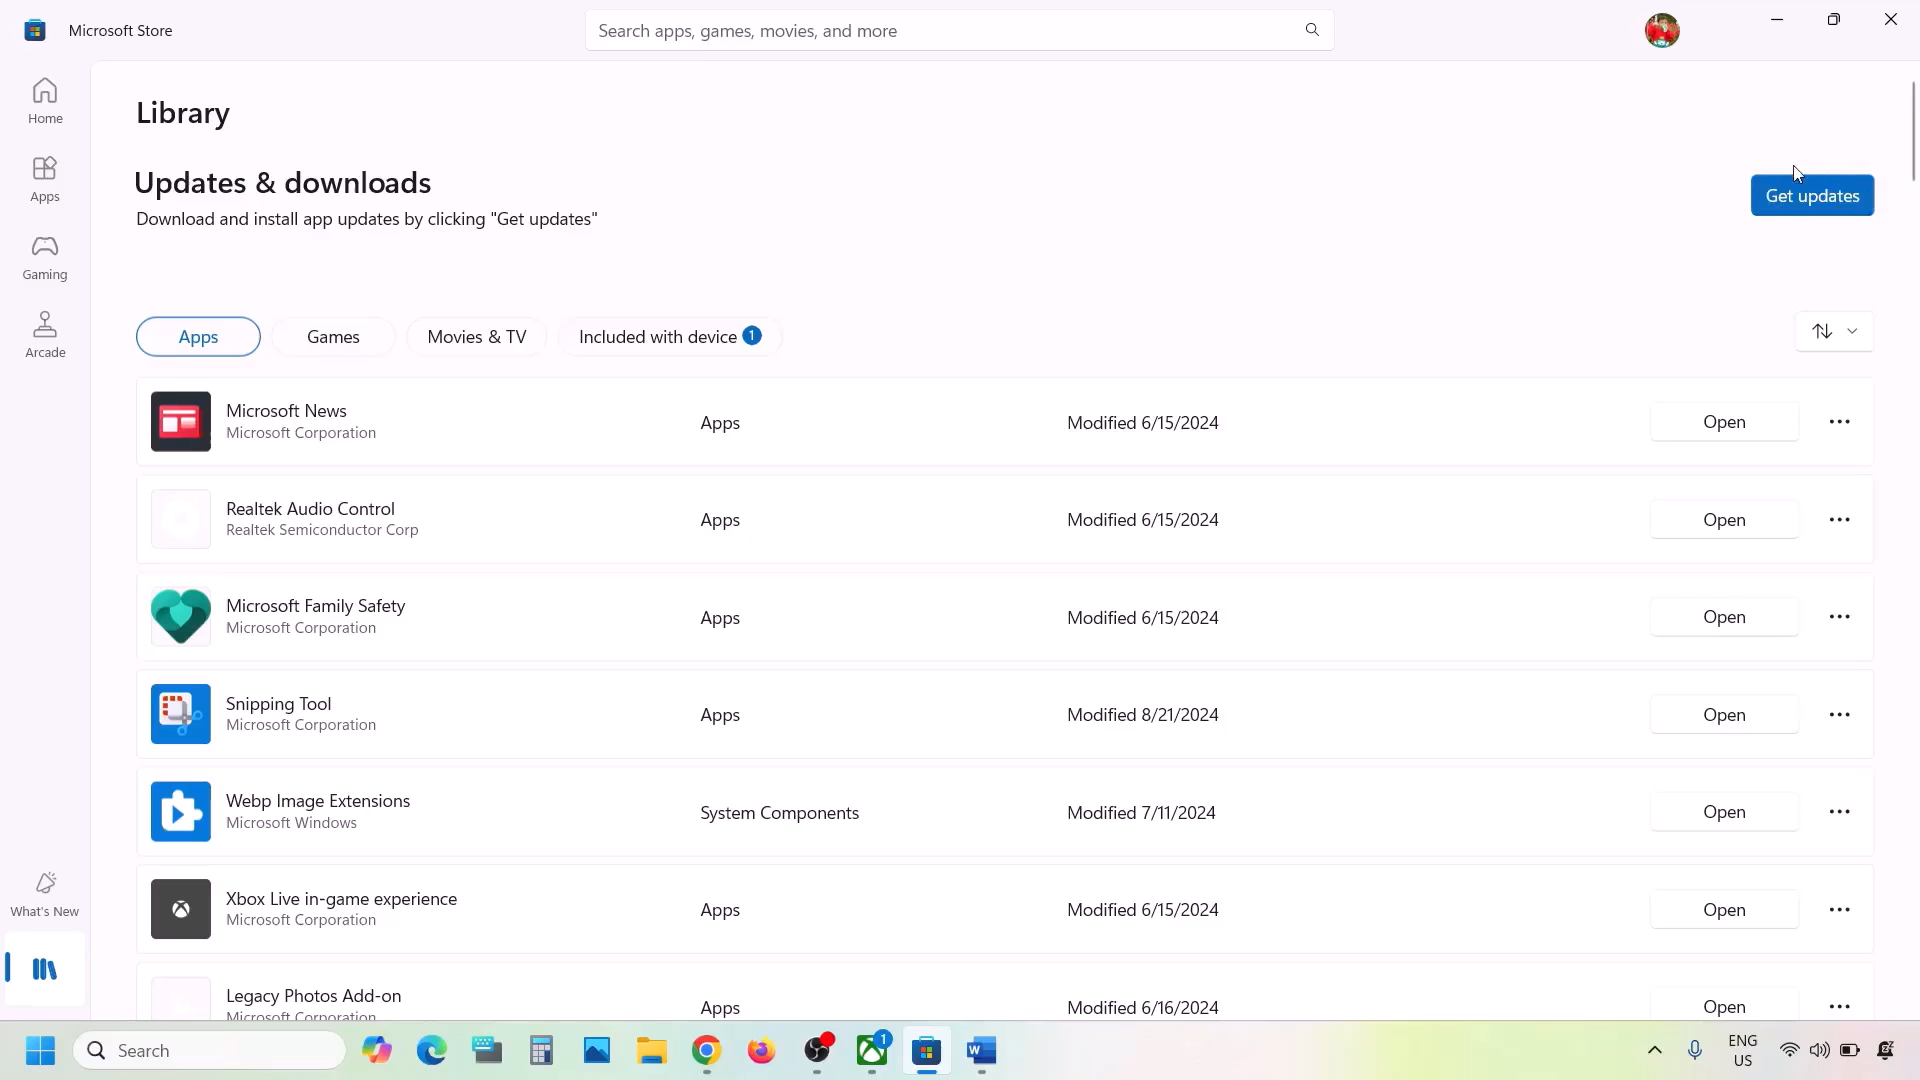 Microsoft Store
Search apps, games, movies, and more
Home
Apps
Gaming
Arcade
What's New
Library
Updates & downloads
Download and install app updates by clicking "Get updates"
Get updates
Apps
Games
Movies & TV
Included with device 1
Microsoft News
Microsoft Corporation
Apps
Modified 6/15/2024
Open
Realtek Audio Control
Realtek Semiconductor Corp
Apps
Modified 6/15/2024
Open
Microsoft Family Safety
Microsoft Corporation
Apps
Modified 6/15/2024
Open
Snipping Tool
Microsoft Corporation
Apps
Modified 8/21/2024
Open
Webp Image Extensions
Microsoft Windows
System Components
Modified 7/11/2024
Open
Xbox Live in-game experience
Microsoft Corporation
Apps
Modified 6/15/2024
Open
Legacy Photos Add-on
Microsoft Corporation
Apps
Modified 6/16/2024
Open
Search
1
W
ENG
US